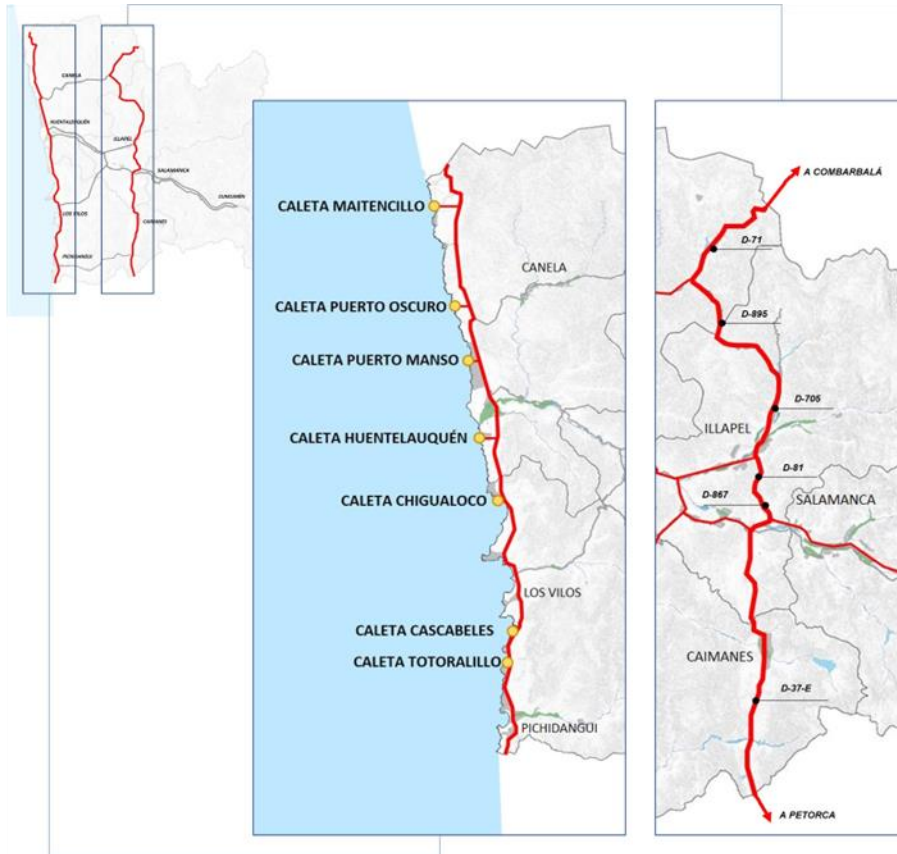 CANELA
HUENTELAUQUÉN
ILLAPEL
SALAMANCA
CUNCUMÉN
LOS VILOS
CAIMANES
PICHIDANGUI
CALETA MAITENCILLO
CANELA
CALETA PUERTO OSCURO
CALETA PUERTO MANSO
CALETA HUENTELAUQUÉN
CALETA CHIGUALOCO
LOS VILOS
CALETA CASCABELES
CALETA TOTORALILLO
PICHIDANGUI
A COMBARBALÁ
D-71
D-895
D-705
ILLAPEL
D-81
D-867
SALAMANCA
CAIMANES
D-37-E
A PETORCA